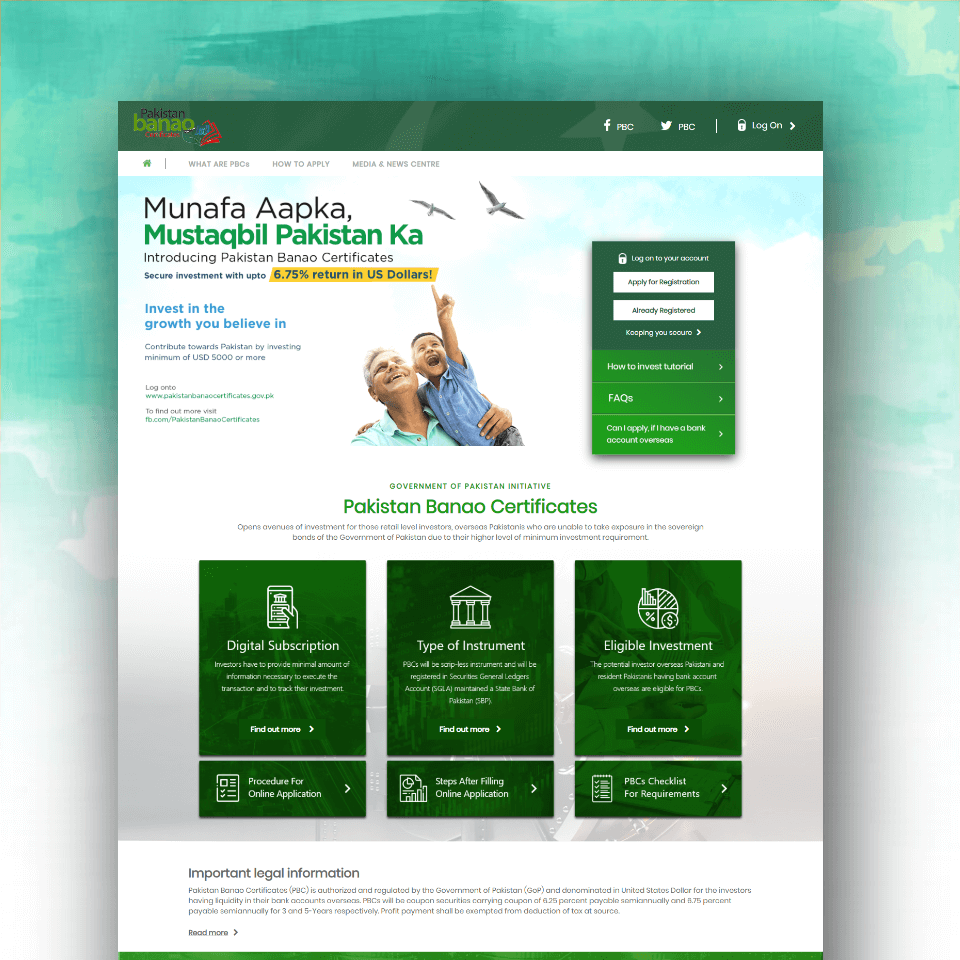 Pakistan
banao
PBC
PBC
Log On
WHAT ARE PBCs
HOW TO APPLY
MEDIA & NEWS CENTRE
Munafa Aapka,
Mustaqbil Pakistan Ka
Introducing Pakistan Banao Certificates
Secure investment with upto 6.75% return in US Dollars!
Invest in the
growth you believe in
Contribute towards Pakistan by investing
minimum of USD 5000 or more
Log onto
www.pakistanbanaocertificates.gov.pk
To find out more visit
fb.com/PakistanBanaoCertificates
Log on to your account
Apply for Registration
Already Registered
Keeping you secure
How to invest tutorial
FAQs
Can I apply, if I have a bank
account overseas
GOVERNMENT OF PAKISTAN INITIATIVE
Pakistan Banao Certificates
Opens avenues of investment for those retail level investors, overseas Pakistanis who are unable to take exposure in the sovereign
bonds of the Government of Pakistan due to their higher level of minimum investment requirement.
Digital Subscription
Investors have to provide minimal amount of
information necessary to execute the
transaction and to track their investment.
Find out more
Type of Instrument
PBCs will be scrip-less instrument and will be
registered in Securities General Ledgers
Account (SGLA) maintained a State Bank of
Pakistan (SBP).
Find out more
Eligible Investment
The potential investor overseas Pakistani and
resident Pakistanis having bank account
overseas are eligible for PBCs.
Find out more
Procedure For
Online Application
Steps After Filling
Online Application
PBCs Checklist
For Requirements
Important legal information
Pakistan Banao Certificates (PBC) is authorized and regulated by the Government of Pakistan (GoP) and denominated in United States Dollar for the investors
having liquidity in their bank accounts overseas. PBCs will be coupon securities carrying coupon of 6.25 percent payable semiannually and 6.75 percent
payable semiannually for 3 and 5-Years respectively. Profit payment shall be exempted from deduction of tax at source.
Read more